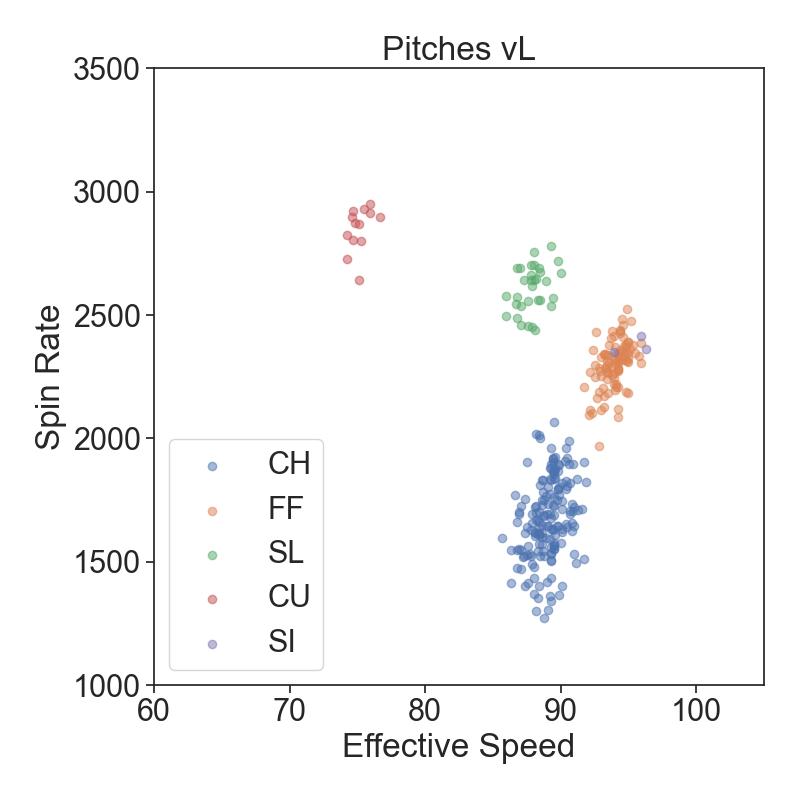 Pitches vL
3500
3000
2500
2000
1500
1000
Spin Rate
CH
FF
SL
CU
SI
60 70 80 90 100
Effective Speed